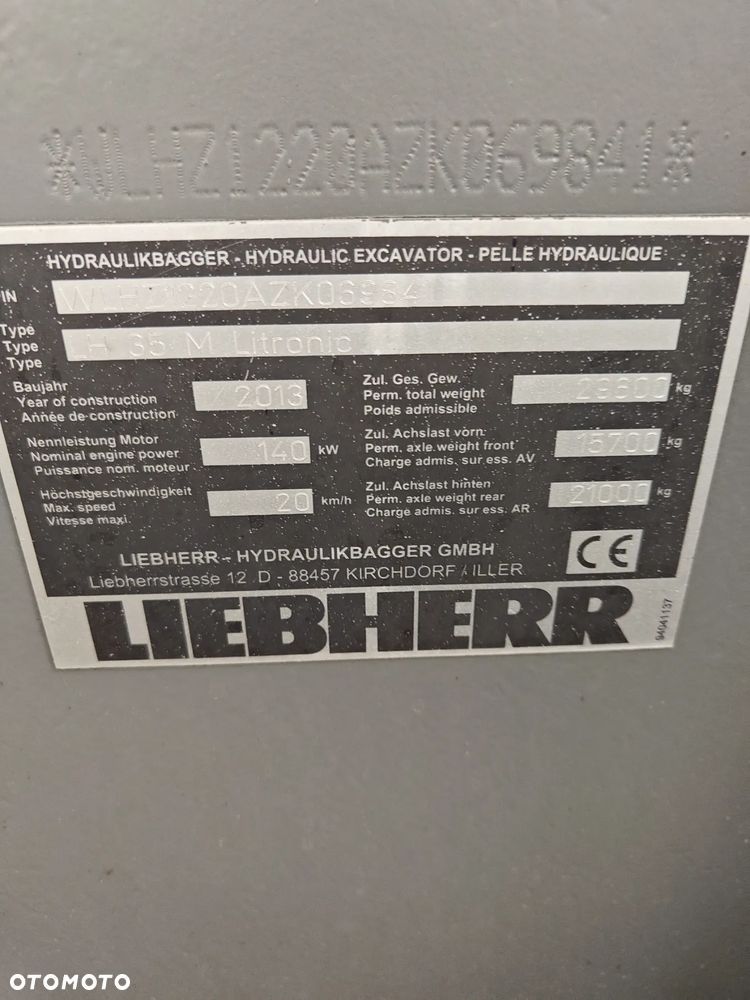 *WLHZ1220AZK069841*
HYDRAULIKBAGGER - HYDRAULIC EXCAVATOR - PELLE HYDRAULIQUE
IN
Type LH 35 M Litronic
Type
Type
Baujahr
Year of construction 2013
Année de construction
Nennleistung Motor
Nominal engine power 140 kW
Puissance nom. moteur
Höchstgeschwindigkeit
Max. speed 20 km/h
Vitesse maxi.
Zul. Ges. Gew.
Perm. total weight 29600 kg
Poids admissible
Zul. Achslast vorn
Perm. axle weight front 15700 kg
Charge admis. sur ess. AV
Zul. Achslast hinten
Perm. axle weight rear 21000 kg
Charge admis. sur ess. AR
LIEBHERR - HYDRAULIKBAGGER GMBH
Liebherrstrasse 12 D - 88457 KIRCHDORF / ILLER
CE
LIEBHERR
94041137
OTOMOTO